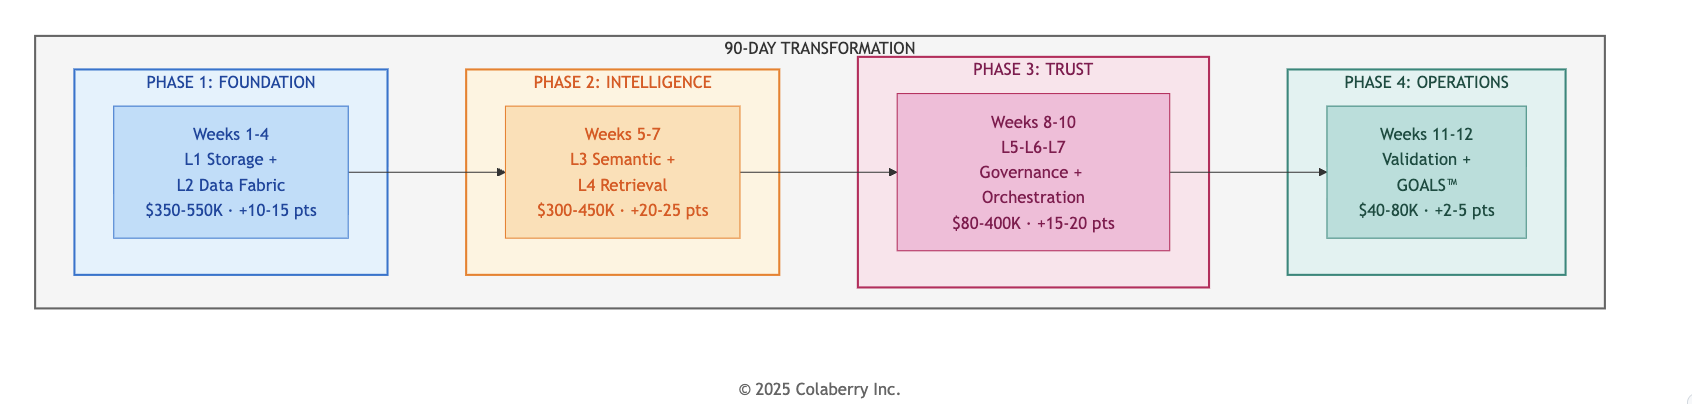 90-DAY TRANSFORMATION
PHASE 1: FOUNDATION
Weeks 1-4
L1 Storage +
L2 Data Fabric
$350-550K · +10-15 pts
PHASE 2: INTELLIGENCE
Weeks 5-7
L3 Semantic +
L4 Retrieval
$300-450K · +20-25 pts
PHASE 3: TRUST
Weeks 8-10
L5-L6-L7
Governance +
Orchestration
$80-400K · +15-20 pts
PHASE 4: OPERATIONS
Weeks 11-12
Validation +
GOALS™
$40-80K · +2-5 pts
© 2025 Colaberry Inc.